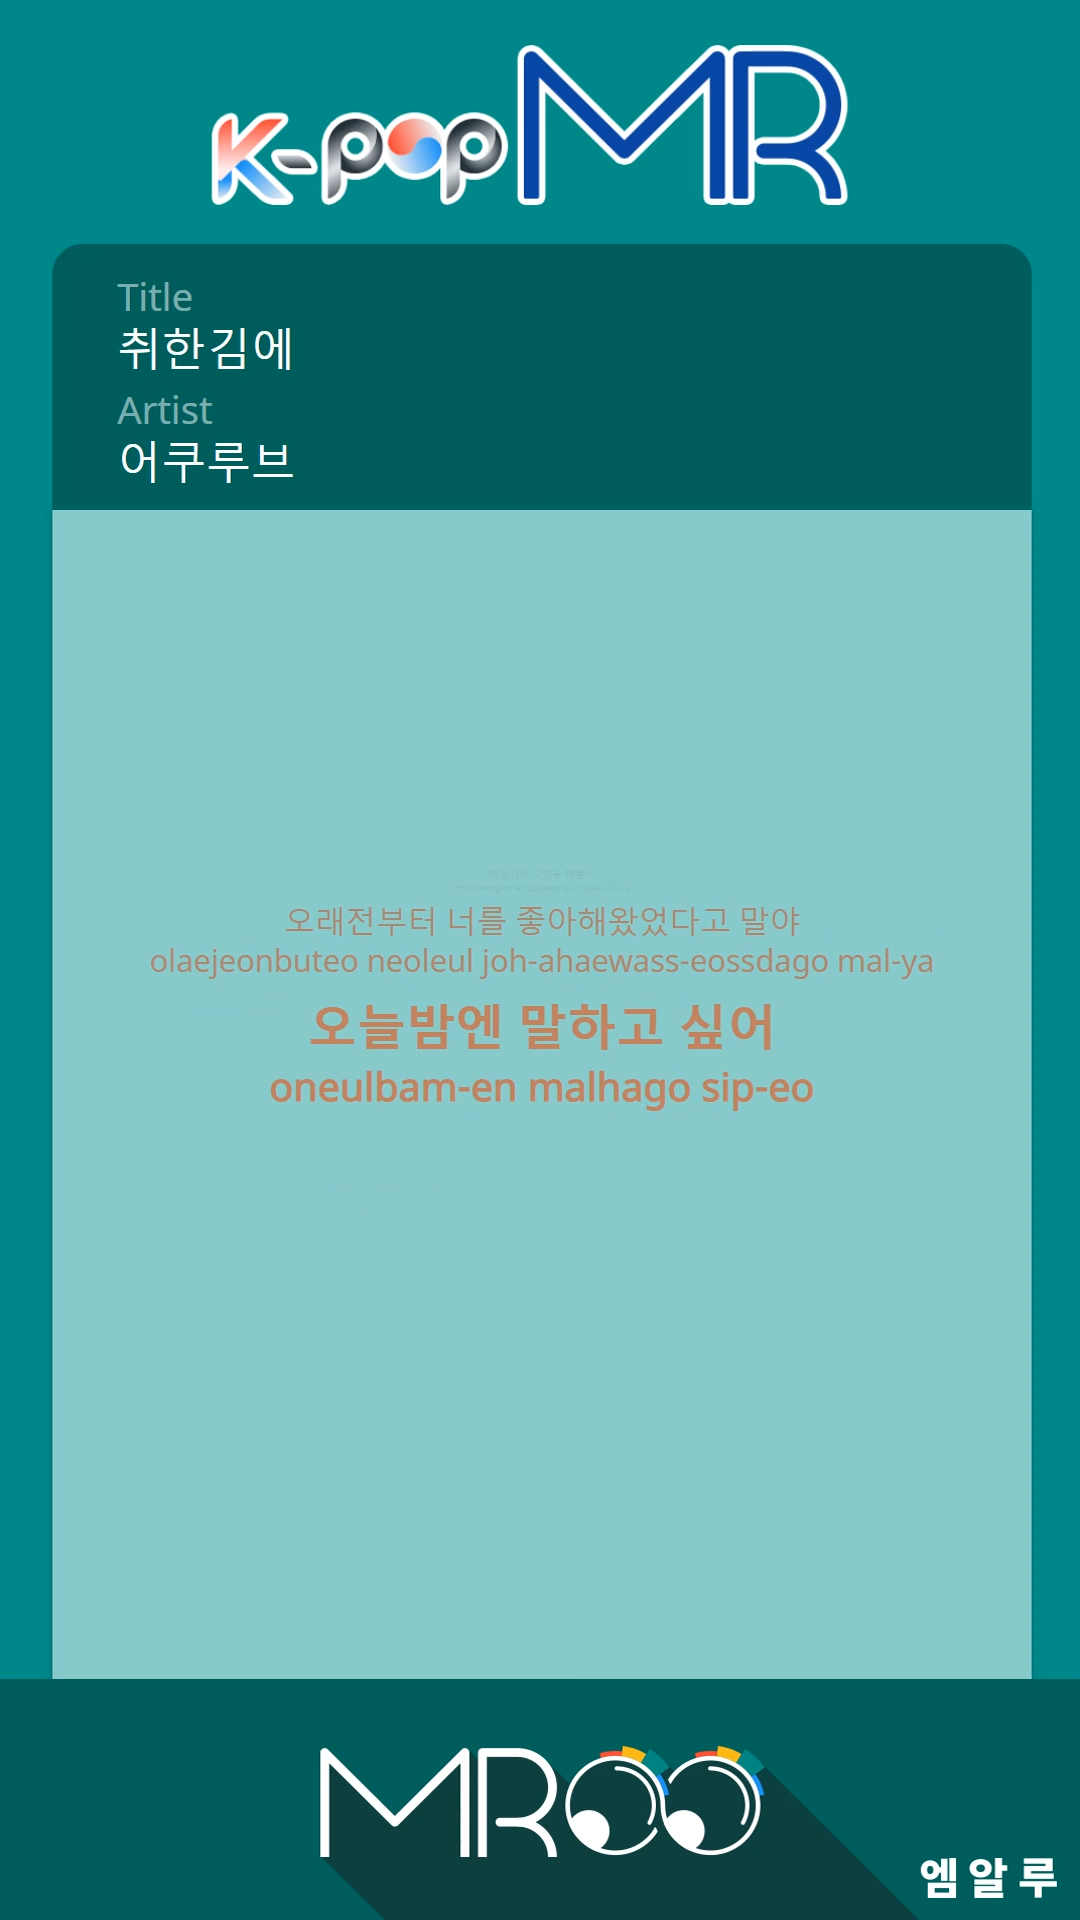 K-pop MR
Title
취한김에
Artist
어쿠루브
오래전부터 너를 좋아해왔었다고 말야
olaejeonbuteo neoleul joh-ahaewass-eossdago mal-ya
오늘밤엔 말하고 싶어
oneulbam-en malhago sip-eo
MROO
엠알루